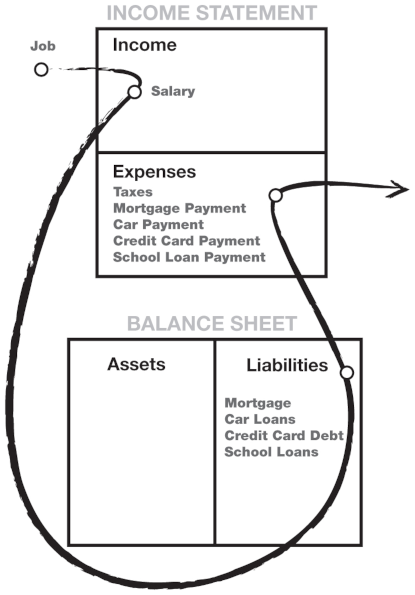 INCOME STATEMENT
Job
Income
Salary
Expenses
Taxes
Mortgage Payment
Car Payment
Credit Card Payment
School Loan Payment
BALANCE SHEET
Assets
Liabilities
Mortgage
Car Loans
Credit Card Debt
School Loans